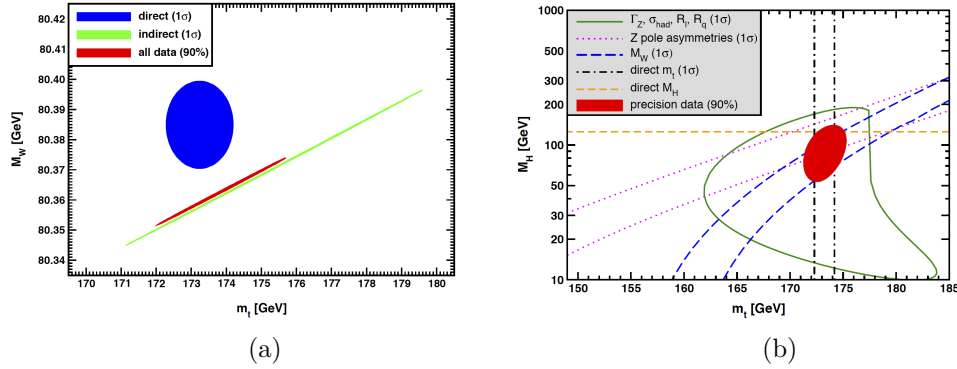 direct (1σ)
indirect (1σ)
all data (90%)
80.42
80.41
80.40
80.39
80.38
80.37
80.36
80.35
80.34
M_W [GeV]
170 171 172 173 174 175 176 177 178 179 180
m_t [GeV]
(a)
Γ_Z, σ_had, R_l, R_q (1σ)
Z pole asymmetries (1σ)
M_W (1σ)
direct m_t (1σ)
direct M_H
precision data (90%)
1000
500
300
200
100
50
30
20
10
M_H [GeV]
150 155 160 165 170 175 180 185
m_t [GeV]
(b)